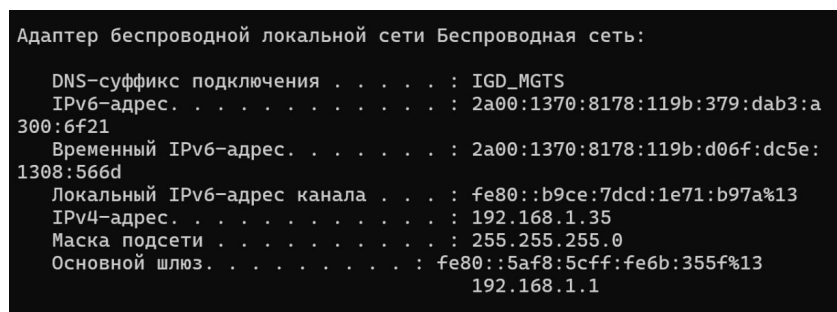 Адаптер беспроводной локальной сети Беспроводная сеть:
DNS-суффикс подключения . . . . . : IGD_MGTS
IPv6-адрес. . . . . . . . . . . . : 2a00:1370:8178:119b:379:dab3:a
300:6f21
Временный IPv6-адрес. . . . . . . : 2a00:1370:8178:119b:d06f:dc5e:
1308:566d
Локальный IPv6-адрес канала . . . : fe80::b9ce:7dcd:1e71:b97a%13
IPv4-адрес. . . . . . . . . . . . : 192.168.1.35
Маска подсети . . . . . . . . . . : 255.255.255.0
Основной шлюз. . . . . . . . . : fe80::5af8:5cff:fe6b:355f%13
192.168.1.1